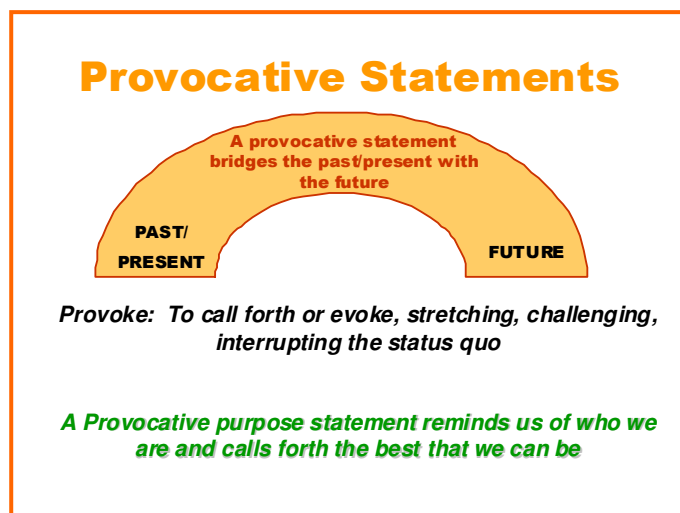 Provocative Statements
A provocative statement
bridges the past/present with
the future
PAST/
PRESENT
FUTURE
Provoke:  To call forth or evoke, stretching, challenging,
interrupting the status quo
A Provocative purpose statement reminds us of who we
are and calls forth the best that we can be